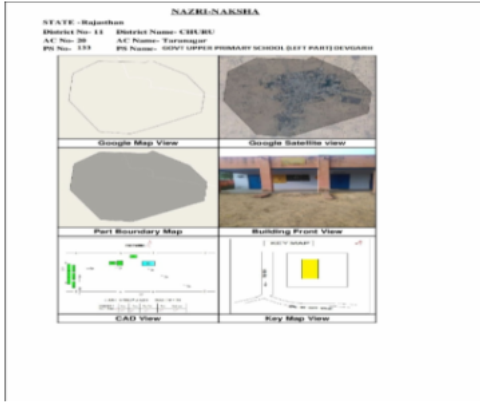 NAZRI-NAKSHA
STATE -Rajasthan
District No- 11 District Name- CHURU
AC No- 20 AC Name- Taranagar
PS No- 133 PS Name- GOVT UPPER PRIMARY SCHOOL (LEFT PART) DEVGARH
Google Map View Google Satellite view
Part Boundary Map Building Front View
KEY MAP
CAD View Key Map View